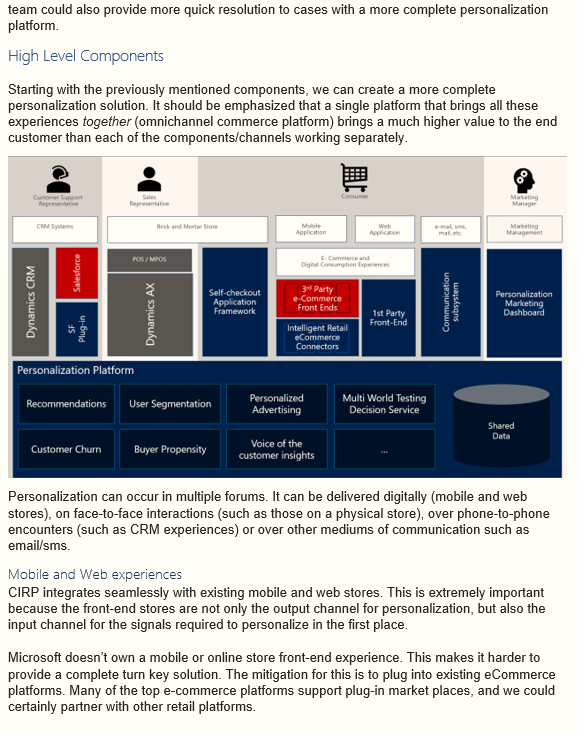 team could also provide more quick resolution to cases with a more complete personalization
platform.
High Level Components
Starting with the previously mentioned components, we can create a more complete
personalization solution. It should be emphasized that a single platform that brings all these
experiences together (omnichannel commerce platform) brings a much higher value to the end
customer than each of the components/channels working separately.
Customer Support
Representative
Sales
Representative
Consumer
Marketing
Manager
CRM Systems
Brick and Mortar Store
Mobile
Application
Web
Application
e-mail, sms,
mail, etc.
Marketing
Management
Dynamics CRM
Salesforce
SF
Plug-in
POS / MPOS
Dynamics AX
Self-checkout
Application
Framework
E- Commerce and
Digital Consumption Experiences
3rd Party
e-Commerce
Front Ends
Intelligent Retail
eCommerce
Connectors
1st Party
Front-End
Communication
subsystem
Personalization
Marketing
Dashboard
Personalization Platform
Recommendations
User Segmentation
Personalized
Advertising
Multi World Testing
Decision Service
Customer Churn
Buyer Propensity
Voice of the
customer insights
...
Shared
Data
Personalization can occur in multiple forums. It can be delivered digitally (mobile and web
stores), on face-to-face interactions (such as those on a physical store), over phone-to-phone
encounters (such as CRM experiences) or over other mediums of communication such as
email/sms.
Mobile and Web experiences
CIRP integrates seamlessly with existing mobile and web stores. This is extremely important
because the front-end stores are not only the output channel for personalization, but also the
input channel for the signals required to personalize in the first place.
Microsoft doesn't own a mobile or online store front-end experience. This makes it harder to
provide a complete turn key solution. The mitigation for this is to plug into existing eCommerce
platforms. Many of the top e-commerce platforms support plug-in market places, and we could
certainly partner with other retail platforms.